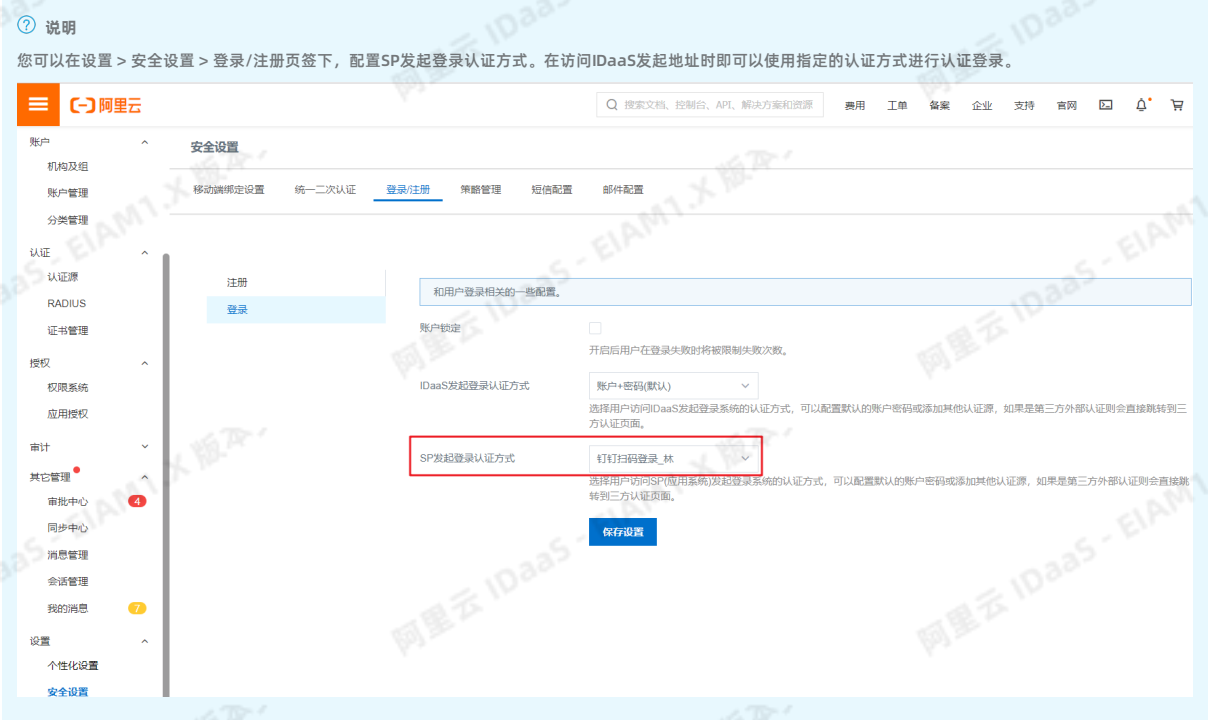 说明
您可以在设置 > 安全设置 > 登录/注册页签下，配置SP发起登录认证方式。在访问IDaaS发起地址时即可以使用指定的认证方式进行认证登录。
阿里云
搜索文档、控制台、API、解决方案和资源
费用 工单 备案 企业 支持 官网
账户
机构及组
账户管理
分类管理
认证
认证源
RADIUS
证书管理
授权
权限系统
应用授权
审计
其它管理
审批中心 4
同步中心
消息管理
会话管理
我的消息 7
设置
个性化设置
安全设置
安全设置
移动端绑定设置 统一二次认证 登录/注册 策略管理 短信配置 邮件配置
注册
登录
和用户登录相关的一些配置。
账户锁定
开启后用户在登录失败时将被限制失败次数。
IDaaS发起登录认证方式 账户+密码(默认)
选择用户访问IDaaS发起登录系统的认证方式，可以配置默认的账户密码或添加其他认证源，如果是第三方外部认证则会直接跳转到三
方认证页面。
SP发起登录认证方式 钉钉扫码登录_林
选择用户访问SP(应用系统)发起登录系统的认证方式，可以配置默认的账户密码或添加其他认证源，如果是第三方外部认证则会直接跳
转到三方认证页面。
保存设置
阿里云 IDaaS - EIAM1.X 版本.